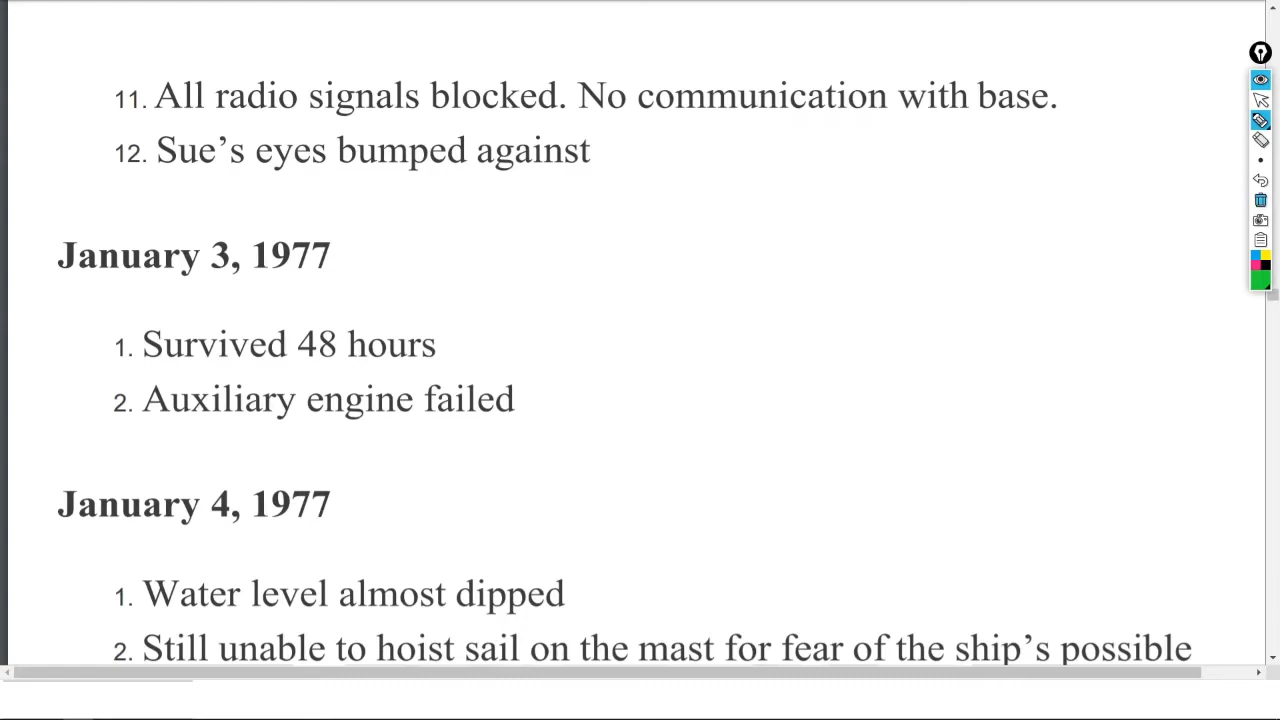 11. All radio signals blocked. No communication with base.
12. Sue’s eyes bumped against
January 3, 1977
1. Survived 48 hours
2. Auxiliary engine failed
January 4, 1977
1. Water level almost dipped
2. Still unable to hoist sail on the mast for fear of the ship’s possible